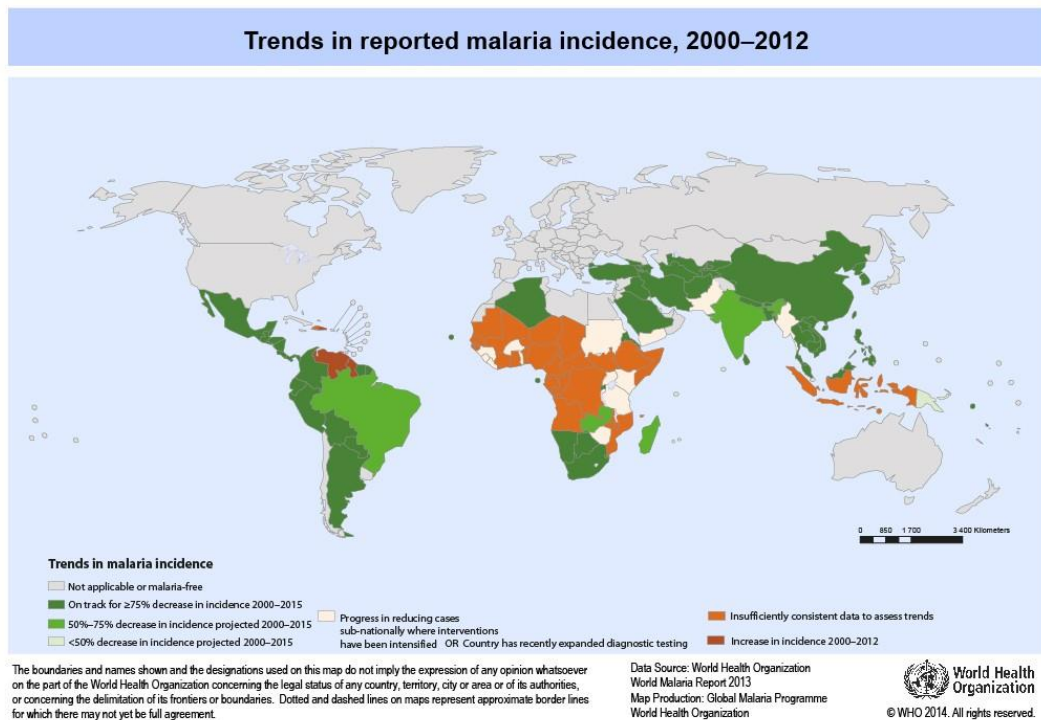 Trends in reported malaria incidence, 2000–2012
0 850 1 700 3 400 Kilometers
Trends in malaria incidence
Not applicable or malaria-free
On track for ≥75% decrease in incidence 2000–2015
50%–75% decrease in incidence projected 2000–2015
<50% decrease in incidence projected 2000–2015
Progress in reducing cases
sub-nationally where interventions
have been intensified OR Country has recently expanded diagnostic testing
Insufficiently consistent data to assess trends
Increase in incidence 2000–2012
The boundaries and names shown and the designations used on this map do not imply the expression of any opinion whatsoever
on the part of the World Health Organization concerning the legal status of any country, territory, city or area or of its authorities,
or concerning the delimitation of its frontiers or boundaries. Dotted and dashed lines on maps represent approximate border lines
for which there may not yet be full agreement.
Data Source: World Health Organization
World Malaria Report 2013
Map Production: Global Malaria Programme
World Health Organization
World Health
Organization
© WHO 2014. All rights reserved.